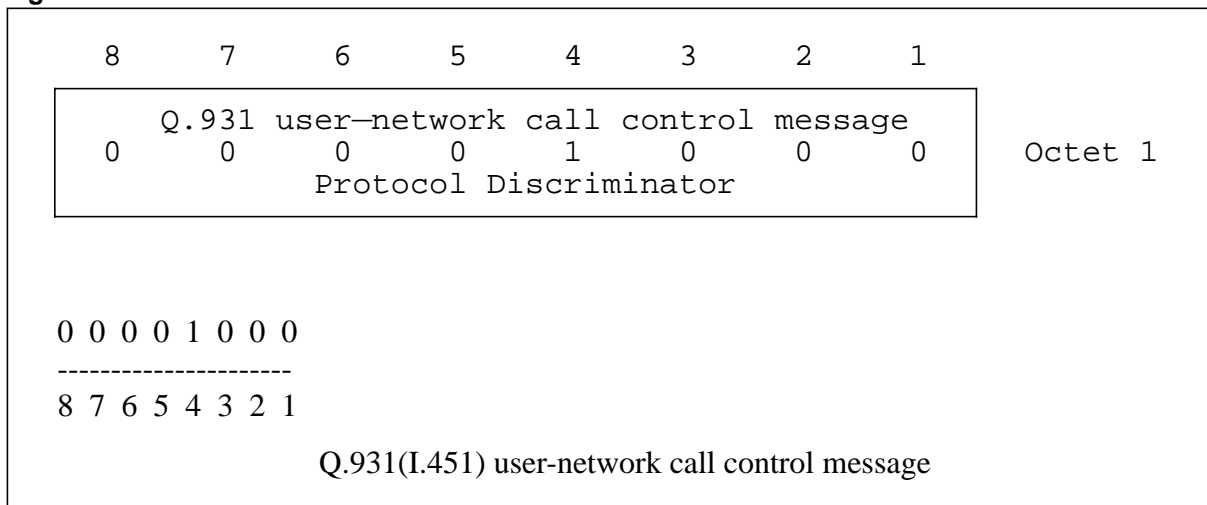 8 7 6 5 4 3 2 1
Q.931 user—network call control message
0 0 0 0 1 0 0 0 Octet 1
Protocol Discriminator
0 0 0 0 1 0 0 0
----------------------
8 7 6 5 4 3 2 1
Q.931(I.451) user-network call control message